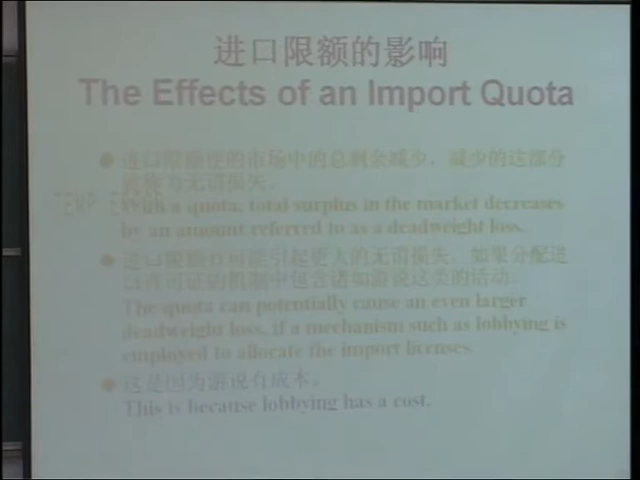 进口限额的影响
The Effects of an Import Quota
进口限额使的市场中的总剩余减少，减少的这部分
被称为无谓损失。
With a quota, total surplus in the market decreases
by an amount referred to as a deadweight loss.
进口限额有可能引起更大的无谓损失，如果分配进
口许可证的机制中包含诸如游说这类的活动。
The quota can potentially cause an even larger
deadweight loss, if a mechanism such as lobbying is
employed to allocate the import licenses.
这是因为游说有成本。
This is because lobbying has a cost.